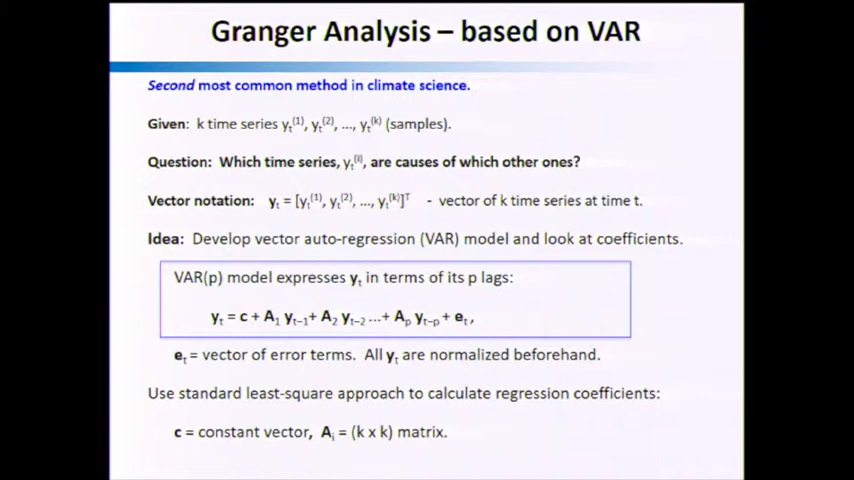 Granger Analysis – based on VAR
Second most common method in climate science.
Given: k time series yₜ⁽¹⁾, yₜ⁽²⁾, ..., yₜ⁽ᵏ⁾ (samples).
Question: Which time series, yₜ⁽ⁱ⁾, are causes of which other ones?
Vector notation: yₜ = [yₜ⁽¹⁾, yₜ⁽²⁾, ..., yₜ⁽ᵏ⁾]ᵀ - vector of k time series at time t.
Idea: Develop vector auto-regression (VAR) model and look at coefficients.
VAR(p) model expresses yₜ in terms of its p lags:
yₜ = c + A₁ yₜ₋₁+ A₂ yₜ₋₂ ...+ Aₚ yₜ₋ₚ + eₜ,
eₜ = vector of error terms. All yₜ are normalized beforehand.
Use standard least-square approach to calculate regression coefficients:
c = constant vector, Aᵢ = (k x k) matrix.